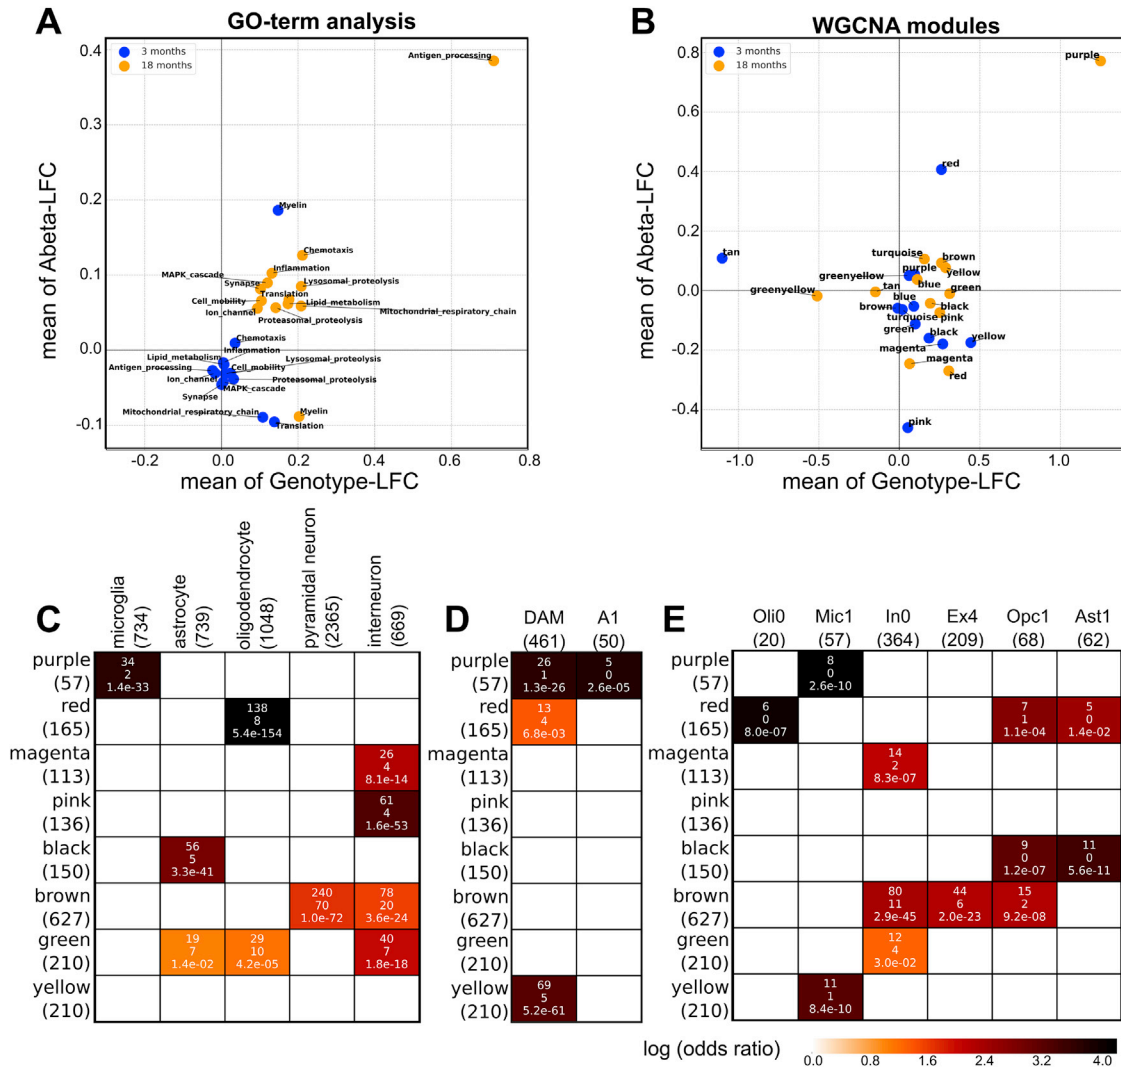 A
GO-term analysis
3 months
18 months
Antigen_processing
Myelin
Chemotaxis
Inflammation
MAPK_cascade
Synapse
Lysosomal_proteolysis
Translation
Cell_mobility
Lipid_metabolism
Ion_channel
Mitochondrial_respiratory_chain
Proteasomal_proteolysis
Chemotaxis
Inflammation
Lipid_metabolism
Lysosomal_proteolysis
Antigen_processing
Cell_mobility
Ion_channel
Proteasomal_proteolysis
MAPK_cascade
Synapse
Mitochondrial_respiratory_chain
Myelin
Translation
0.4
0.3
0.2
0.1
0.0
-0.1
-0.2 0.0 0.2 0.4 0.6 0.8
mean of Abeta-LFC
mean of Genotype-LFC
B
WGCNA modules
3 months
18 months
purple
red
tan
turquoise
brown
purple
yellow
greenyellow
blue
tan
green
greenyellow
blue
black
brown
turquoise
pink
green
black
yellow
magenta
magenta
red
pink
0.8
0.6
0.4
0.2
0.0
-0.2
-0.4
-1.0 -0.5 0.0 0.5 1.0
mean of Abeta-LFC
mean of Genotype-LFC
C
microglia
(734)
astrocyte
(739)
oligodendrocyte
(1048)
pyramidal neuron
(2365)
interneuron
(669)
purple
(57)
34
2
1.4e-33
red
(165)
138
8
5.4e-154
magenta
(113)
26
4
8.1e-14
pink
(136)
61
4
1.6e-53
black
(150)
56
5
3.3e-41
brown
(627)
240
70
1.0e-72
78
20
3.6e-24
green
(210)
19
7
1.4e-02
29
10
4.2e-05
40
7
1.8e-18
yellow
(210)
D
DAM
(461)
A1
(50)
purple
(57)
26
1
1.3e-26
5
0
2.6e-05
red
(165)
13
4
6.8e-03
magenta
(113)
pink
(136)
black
(150)
brown
(627)
green
(210)
yellow
(210)
69
5
5.2e-61
E
Oli0
(20)
Mic1
(57)
In0
(364)
Ex4
(209)
Opc1
(68)
Ast1
(62)
purple
(57)
8
0
2.6e-10
red
(165)
6
0
8.0e-07
7
1
1.1e-04
5
0
1.4e-02
magenta
(113)
14
2
8.3e-07
pink
(136)
black
(150)
9
0
1.2e-07
11
0
5.6e-11
brown
(627)
80
11
2.9e-45
44
6
2.0e-23
15
2
9.2e-08
green
(210)
12
4
3.0e-02
yellow
(210)
11
1
8.4e-10
log (odds ratio)
0.0 0.8 1.6 2.4 3.2 4.0